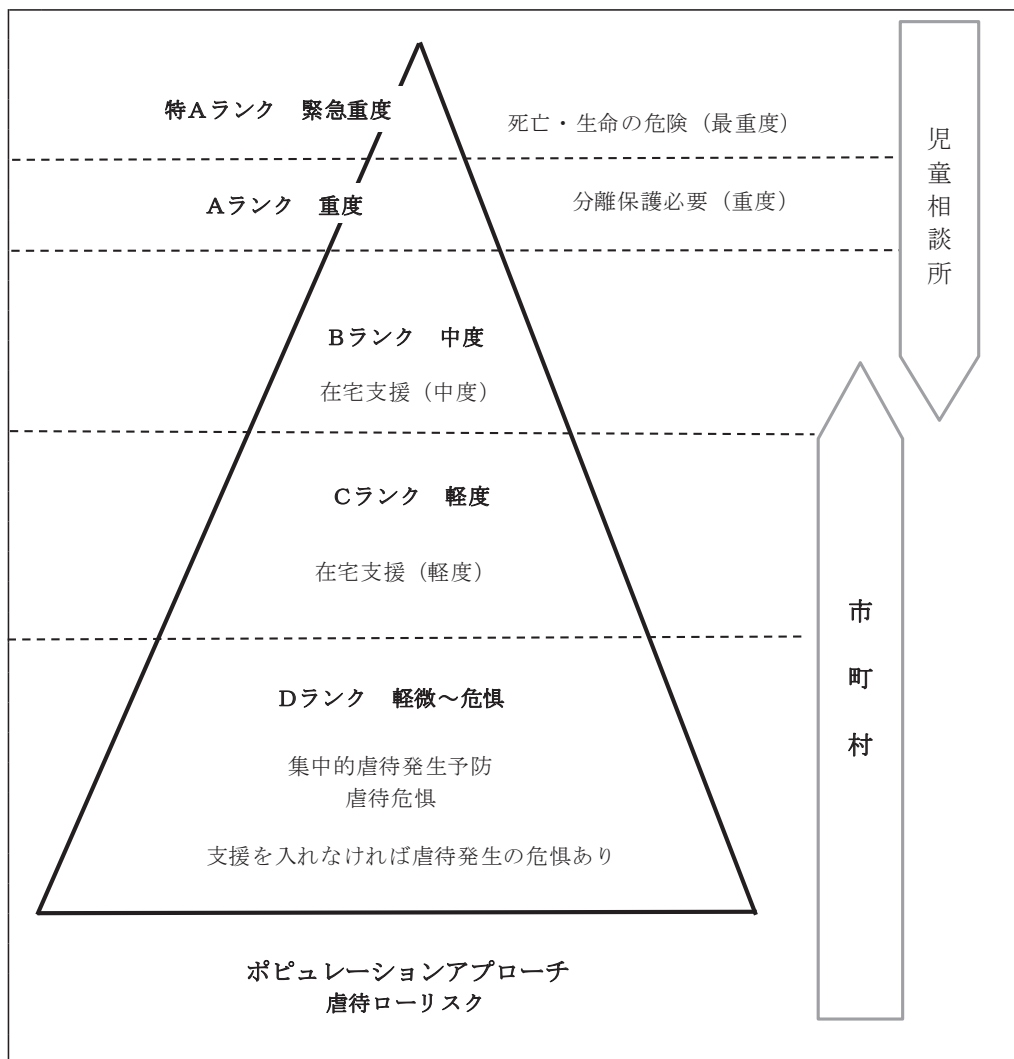 特Aランク 緊急重度
死亡・生命の危険（最重度）
Aランク 重度
分離保護必要（重度）
児童相談所
Bランク 中度
在宅支援（中度）
Cランク 軽度
在宅支援（軽度）
市町村
Dランク 軽微～危惧
集中的虐待発生予防
虐待危惧
支援を入れなければ虐待発生の危惧あり
ポピュレーションアプローチ
虐待ローリスク